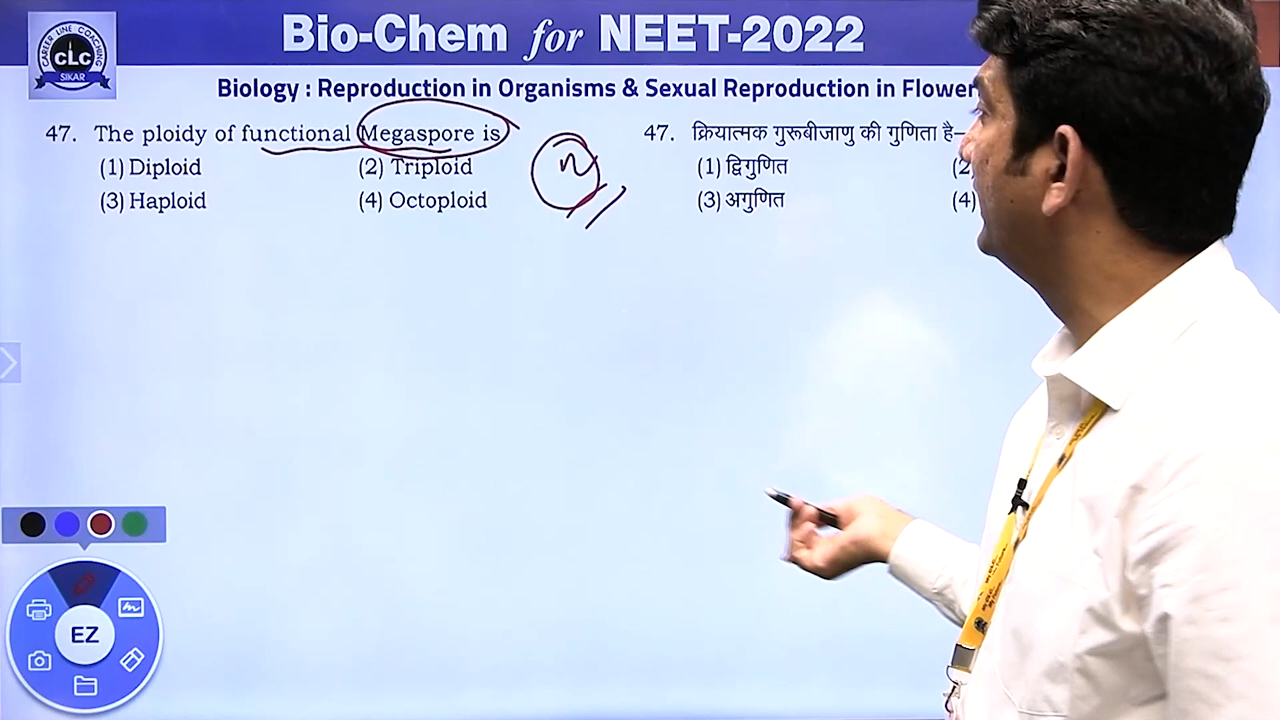 Bio-Chem for NEET-2022
CAREER LINE COACHING
CLC
SIKAR
Biology : Reproduction in Organisms & Sexual Reproduction in Flower
47. The ploidy of functional Megaspore is
(1) Diploid (2) Triploid
(3) Haploid (4) Octoploid
n
47. क्रियात्मक गुरूबीजाणु की गुणिता है–
(1) द्विगुणित (2)
(3) अगुणित (4)
EZ